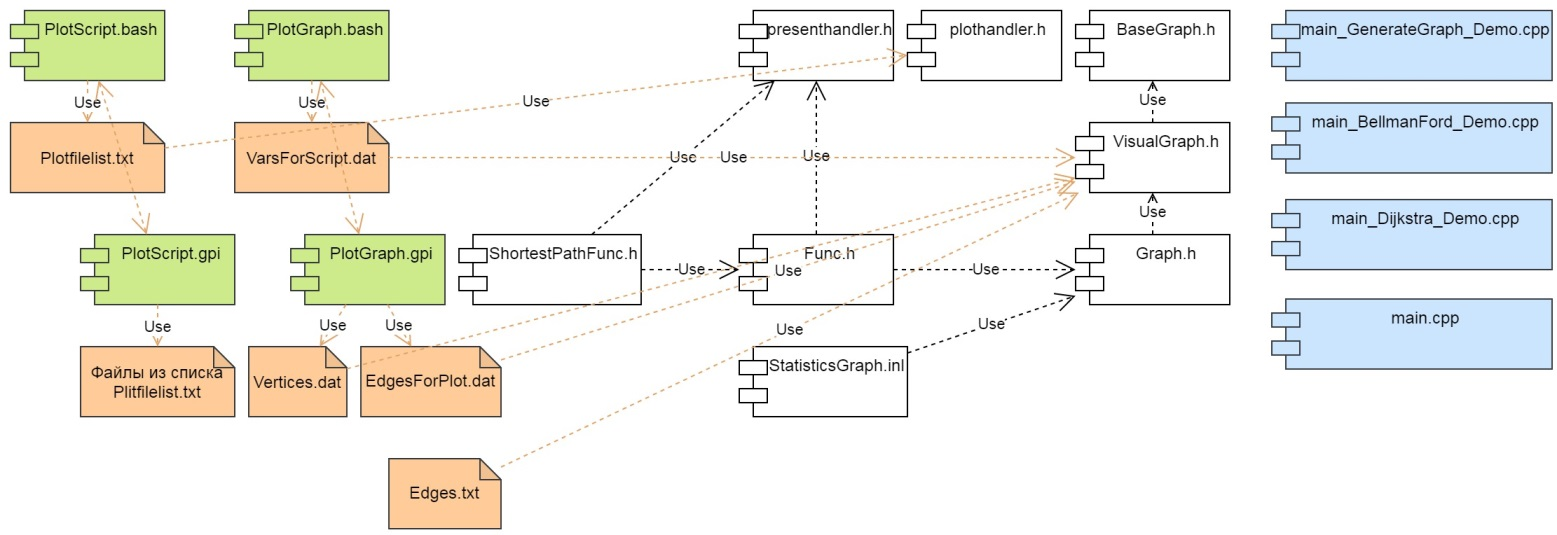 PlotScript.bash
PlotGraph.bash
presenthandler.h
plothandler.h
BaseGraph.h
main_GenerateGraph_Demo.cpp
Use
Use
Use
Use
Plotfilelist.txt
VarsForScript.dat
Use
Use
Use
VisualGraph.h
main_BellmanFord_Demo.cpp
Use
main_Dijkstra_Demo.cpp
PlotScript.gpi
PlotGraph.gpi
ShortestPathFunc.h
Use
Func.h
Use
Use
Graph.h
Use
Use
Use
Use
Use
main.cpp
Файлы из списка
Plitfilelist.txt
Vertices.dat
EdgesForPlot.dat
StatisticsGraph.inl
Edges.txt